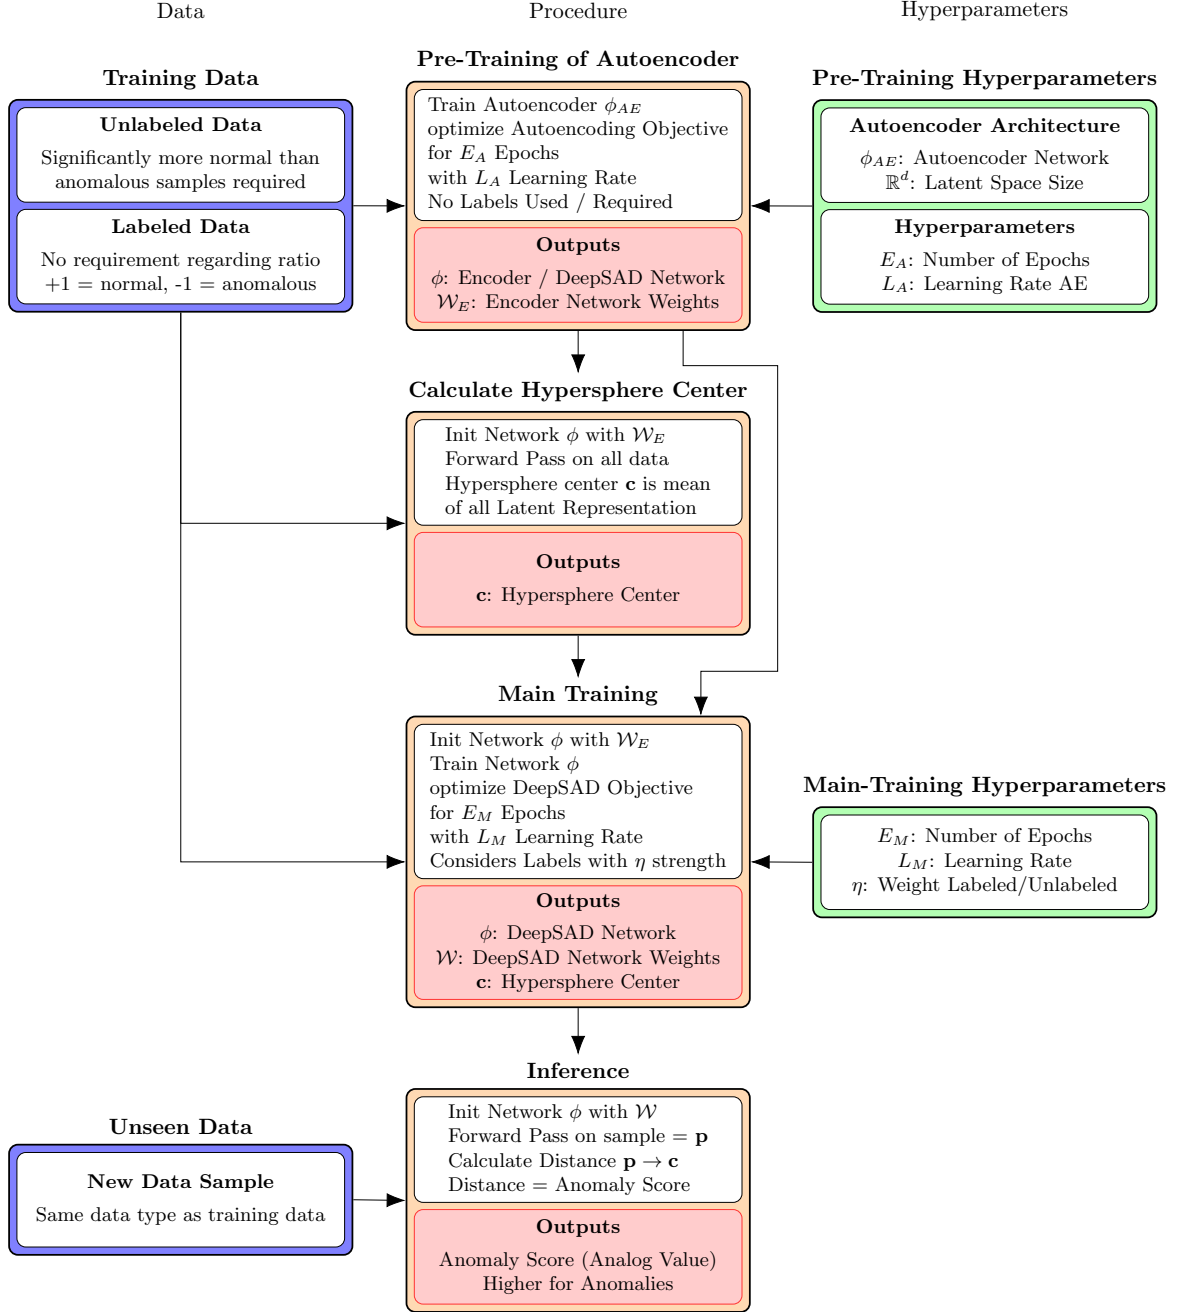 Data
Procedure
Hyperparameters
Training Data
Unlabeled Data
Significantly more normal than
anomalous samples required
Labeled Data
No requirement regarding ratio
+1 = normal, -1 = anomalous
Pre-Training of Autoencoder
Train Autoencoder ϕ_AE
optimize Autoencoding Objective
for E_A Epochs
with L_A Learning Rate
No Labels Used / Required
Outputs
ϕ: Encoder / DeepSAD Network
𝒲_E: Encoder Network Weights
Pre-Training Hyperparameters
Autoencoder Architecture
ϕ_AE: Autoencoder Network
ℝ^d: Latent Space Size
Hyperparameters
E_A: Number of Epochs
L_A: Learning Rate AE
Calculate Hypersphere Center
Init Network ϕ with 𝒲_E
Forward Pass on all data
Hypersphere center c is mean
of all Latent Representation
Outputs
c: Hypersphere Center
Main Training
Init Network ϕ with 𝒲_E
Train Network ϕ
optimize DeepSAD Objective
for E_M Epochs
with L_M Learning Rate
Considers Labels with η strength
Outputs
ϕ: DeepSAD Network
𝒲: DeepSAD Network Weights
c: Hypersphere Center
Main-Training Hyperparameters
E_M: Number of Epochs
L_M: Learning Rate
η: Weight Labeled/Unlabeled
Unseen Data
New Data Sample
Same data type as training data
Inference
Init Network ϕ with 𝒲
Forward Pass on sample = p
Calculate Distance p → c
Distance = Anomaly Score
Outputs
Anomaly Score (Analog Value)
Higher for Anomalies